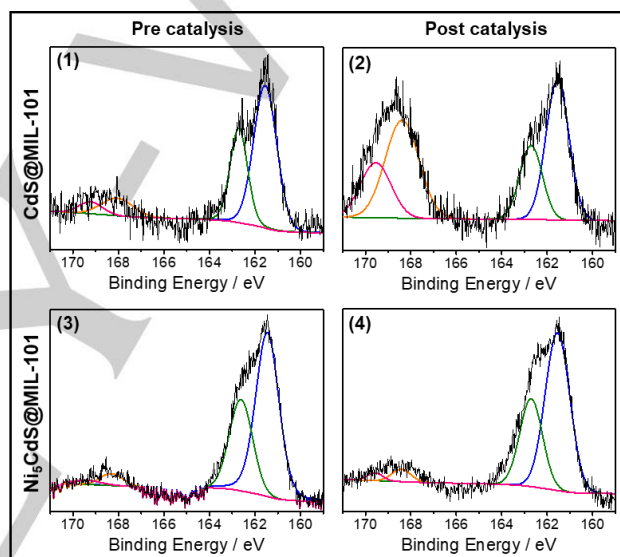 Pre catalysis Post catalysis
CdS@MIL-101
(1)
170 168 166 164 162 160
Binding Energy / eV
(2)
170 168 166 164 162 160
Binding Energy / eV
Ni₅CdS@MIL-101
(3)
170 168 166 164 162 160
Binding Energy / eV
(4)
170 168 166 164 162 160
Binding Energy / eV